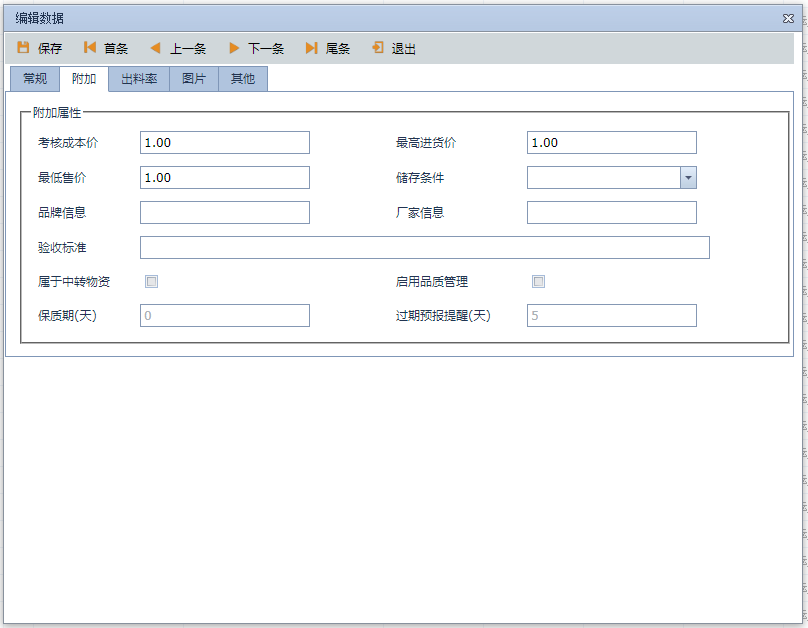 编辑数据
保存 首条 上一条 下一条 尾条 退出
常规 附加 出料率 图片 其他
附加属性
考核成本价 1.00 最高进货价 1.00
最低售价 1.00 储存条件
品牌信息 厂家信息
验收标准
属于中转物资 启用品质管理
保质期(天) 0 过期预报提醒(天) 5